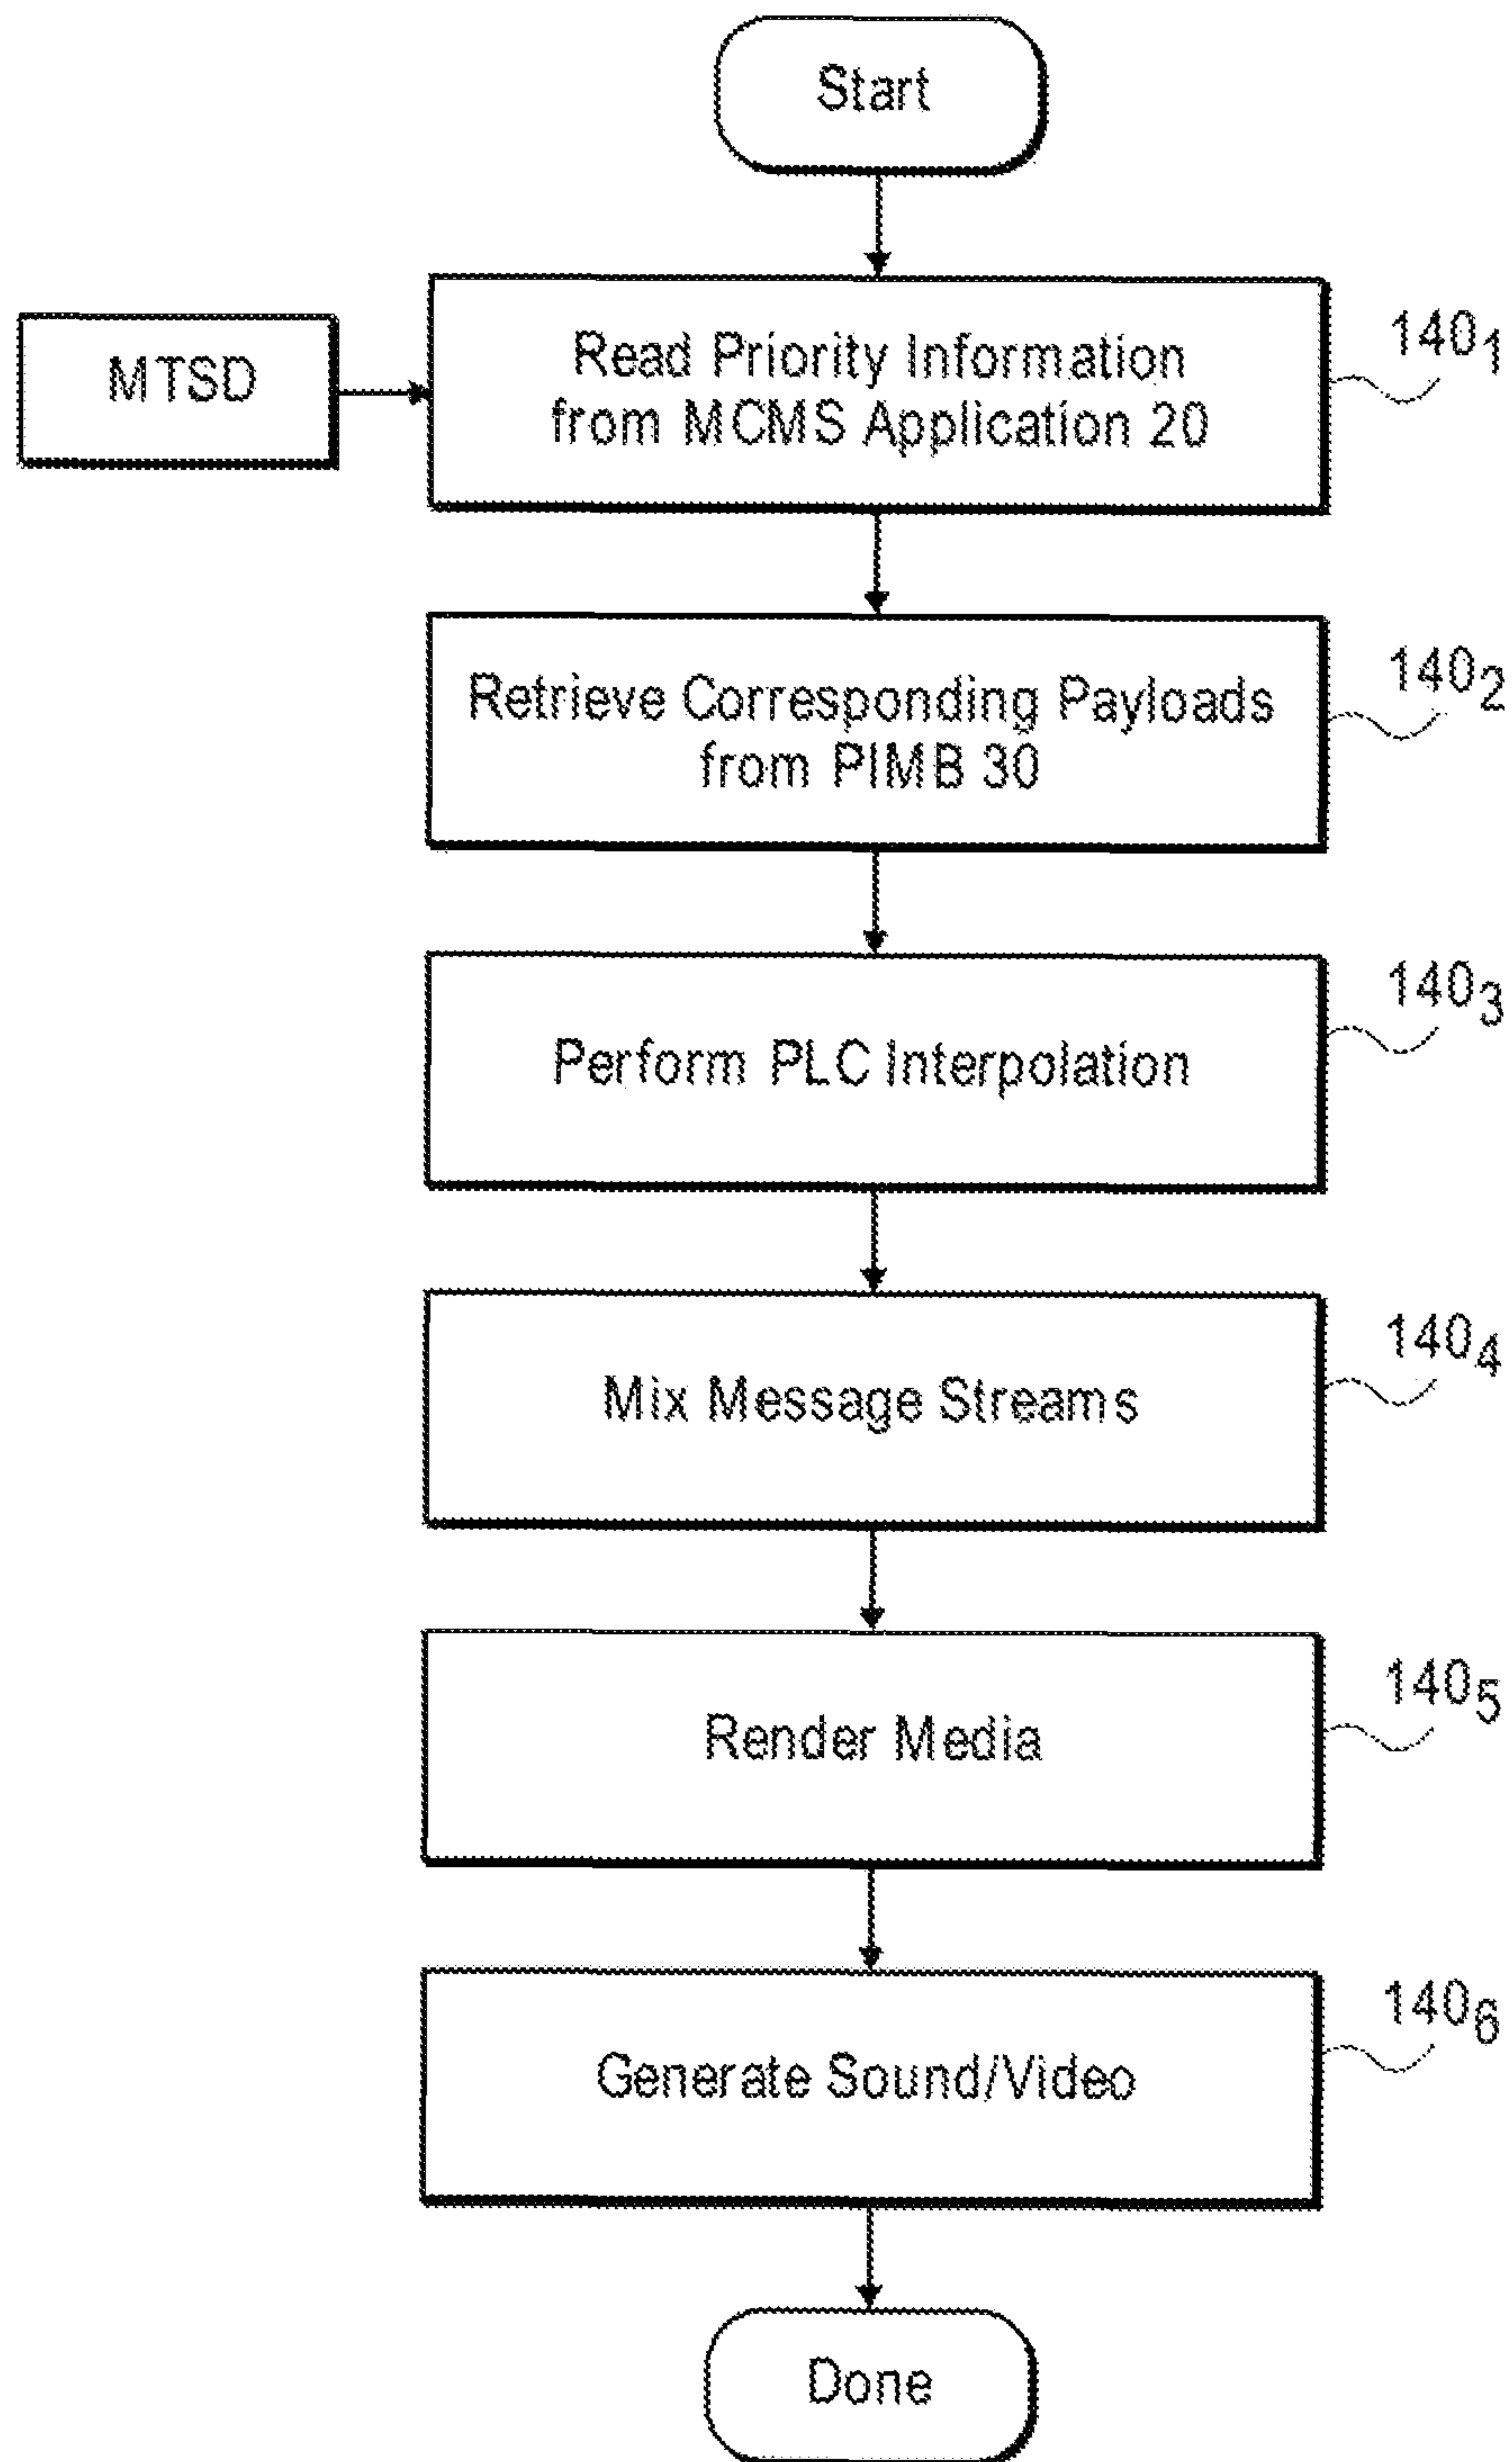 Start
MTSD
Read Priority Information
from MCMS Application 20
140₁
Retrieve Corresponding Payloads
from PIMB 30
140₂
Perform PLC Interpolation
140₃
Mix Message Streams
140₄
Render Media
140₅
Generate Sound/Video
140₆
Done